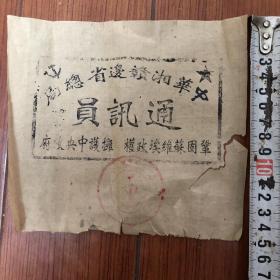 中華湘贛邊省總局
通訊員
鞏固蘇維埃政權 擁護中央政府